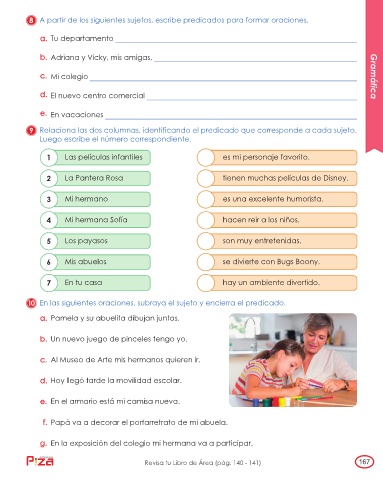 8 A partir de los siguientes sujetos, escribe predicados para formar oraciones.
a. Tu departamento
b. Adriana y Vicky, mis amigas,
c. Mi colegio
d. El nuevo centro comercial
e. En vacaciones
Gramática
9 Relaciona las dos columnas, identificando el predicado que corresponde a cada sujeto.
Luego escribe el número correspondiente.
1 Las películas infantiles
es mi personaje favorito.
2 La Pantera Rosa
tienen muchas películas de Disney.
3 Mi hermano
es una excelente humorista.
4 Mi hermana Sofía
hacen reír a los niños.
5 Los payasos
son muy entretenidas.
6 Mis abuelos
se divierte con Bugs Boony.
7 En tu casa
hay un ambiente divertido.
10 En las siguientes oraciones, subraya el sujeto y encierra el predicado.
a. Pamela y su abuelita dibujan juntas.
b. Un nuevo juego de pinceles tengo yo.
c. Al Museo de Arte mis hermanos quieren ir.
d. Hoy llegó tarde la movilidad escolar.
e. En el armario está mi camisa nueva.
f. Papá va a decorar el portarretrato de mi abuela.
g. En la exposición del colegio mi hermana va a participar.
Revisa tu Libro de Área (pág. 140 - 141)
167